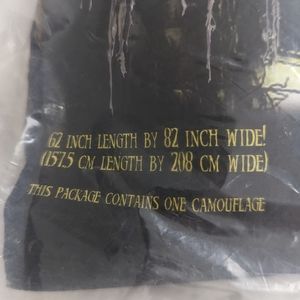 62 INCH LENGTH BY 82 INCH WIDE!
(157.5 CM LENGTH BY 208 CM WIDE)
THIS PACKAGE CONTAINS ONE CAMOUFLAGE